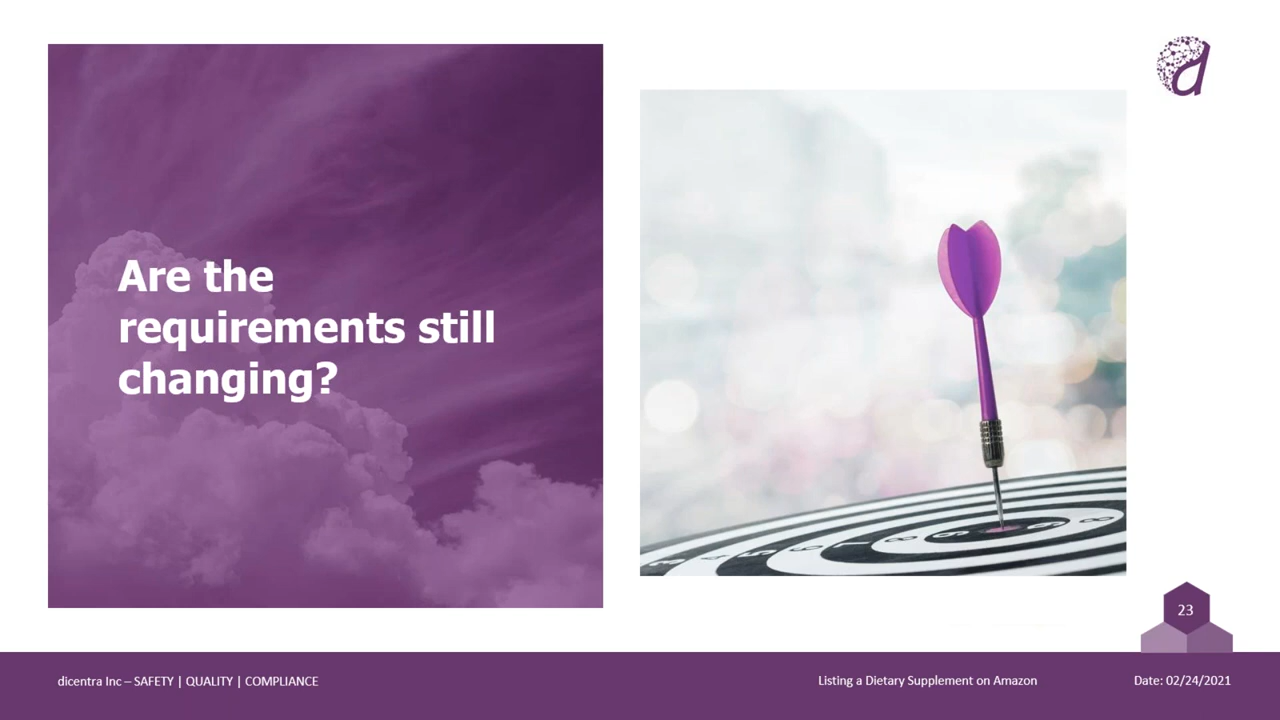 Are the
requirements still
changing?
23
dicentra Inc – SAFETY | QUALITY | COMPLIANCE
Listing a Dietary Supplement on Amazon
Date: 02/24/2021